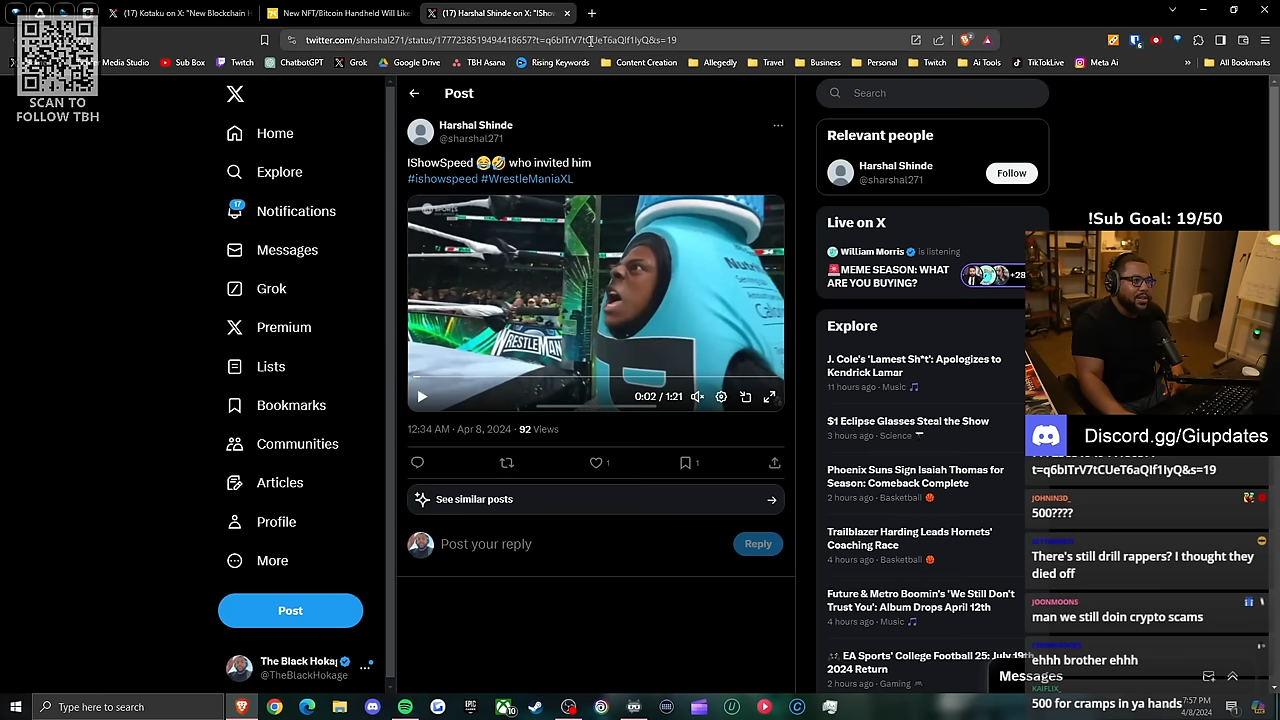 (17) Kotaku on X: "New Blockchain H
New NFT/Bitcoin Handheld Will Like
(17) Harshal Shinde on X: "IShow
twitter.com/sharshal271/status/1777238519494418657?t=q6bITrV7tCUeT6aQIf1IyQ&s=19
Media Studio
Sub Box
Twitch
ChatbotGPT
Grok
Google Drive
TBH Asana
Rising Keywords
Content Creation
Allegedly
Travel
Business
Personal
Twitch
Ai Tools
TikTokLive
Meta Ai
All Bookmarks
SCAN TO
FOLLOW TBH
Home
Explore
17
Notifications
Messages
Grok
Premium
Lists
Bookmarks
Communities
Articles
Profile
More
Post
The Black Hokag
@TheBlackHokage
Post
Harshal Shinde
@sharshal271
IShowSpeed 😂🤣 who invited him
#ishowspeed #WrestleManiaXL
WRESTLEMAN
0:02 / 1:21
12:34 AM · Apr 8, 2024 · 92 Views
1
1
See similar posts
Post your reply
Reply
Search
Relevant people
Harshal Shinde
@sharshal271
Follow
Live on X
William Morris is listening
🚨MEME SEASON: WHAT
ARE YOU BUYING?
+28
Explore
J. Cole's 'Lamest Sh*t': Apologizes to
Kendrick Lamar
11 hours ago · Music 🎵
$1 Eclipse Glasses Steal the Show
3 hours ago · Science
Phoenix Suns Sign Isaiah Thomas for
Season: Comeback Complete
2 hours ago · Basketball 🏀
Trailblazer Harding Leads Hornets'
Coaching Race
4 hours ago · Basketball 🏀
Future & Metro Boomin's 'We Still Don't
Trust You': Album Drops April 12th
4 hours ago · Music 🎵
🎮 EA Sports' College Football 25: July 19th
2024 Return
2 hours ago · Gaming 🎮
Messages
!Sub Goal: 19/50
Discord.gg/Giupdates
t=q6bITrV7tCUeT6aQIf1IyQ&s=19
JOHNIN3D_
500????
There's still drill rappers? I thought they
died off
JOONMOONS
man we still doin crypto scams
ehhh brother ehhh
KAIFLIX_
500 for cramps in ya hands
Type here to search
10
7:57 PM
4/8/2024